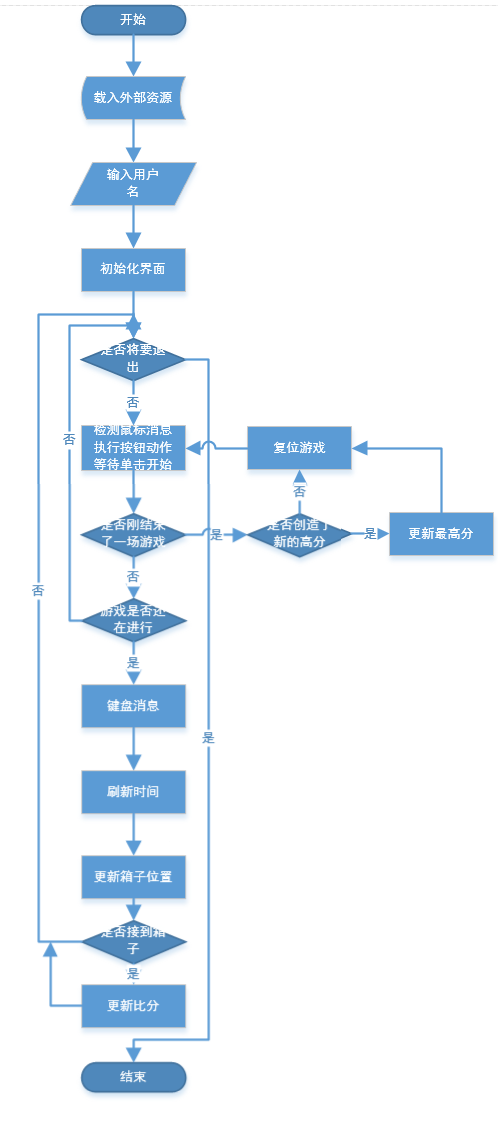 开始
载入外部资源
输入用户
名
初始化界面
是否将要退
出
否
检测鼠标消息
执行按钮动作
等待单击开始
复位游戏
否
否
是否刚结束
了一场游戏
是
是否创造了
新的高分
是
更新最高分
否
游戏是否还
在进行
否
是
键盘消息
是
刷新时间
更新箱子位置
是否接到箱
子
是
更新比分
结束